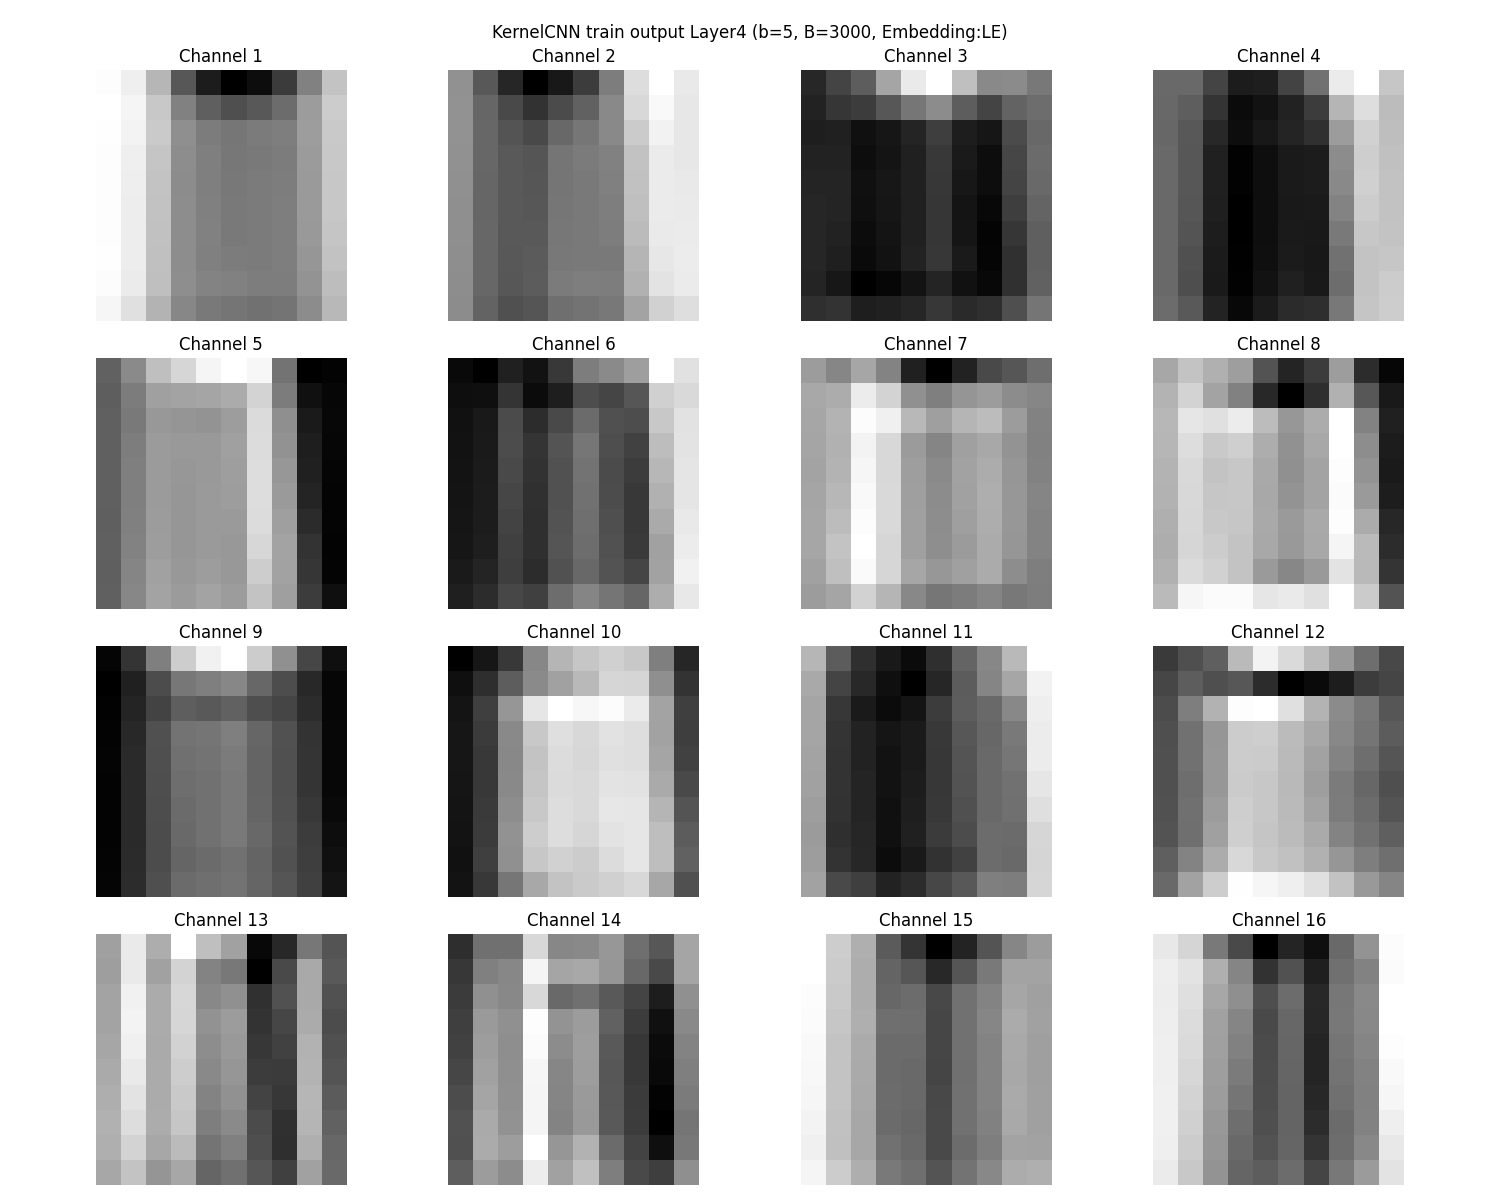 KernelCNN train output Layer4 (b=5, B=3000, Embedding:LE)
Channel 1
Channel 2
Channel 3
Channel 4
Channel 5
Channel 6
Channel 7
Channel 8
Channel 9
Channel 10
Channel 11
Channel 12
Channel 13
Channel 14
Channel 15
Channel 16